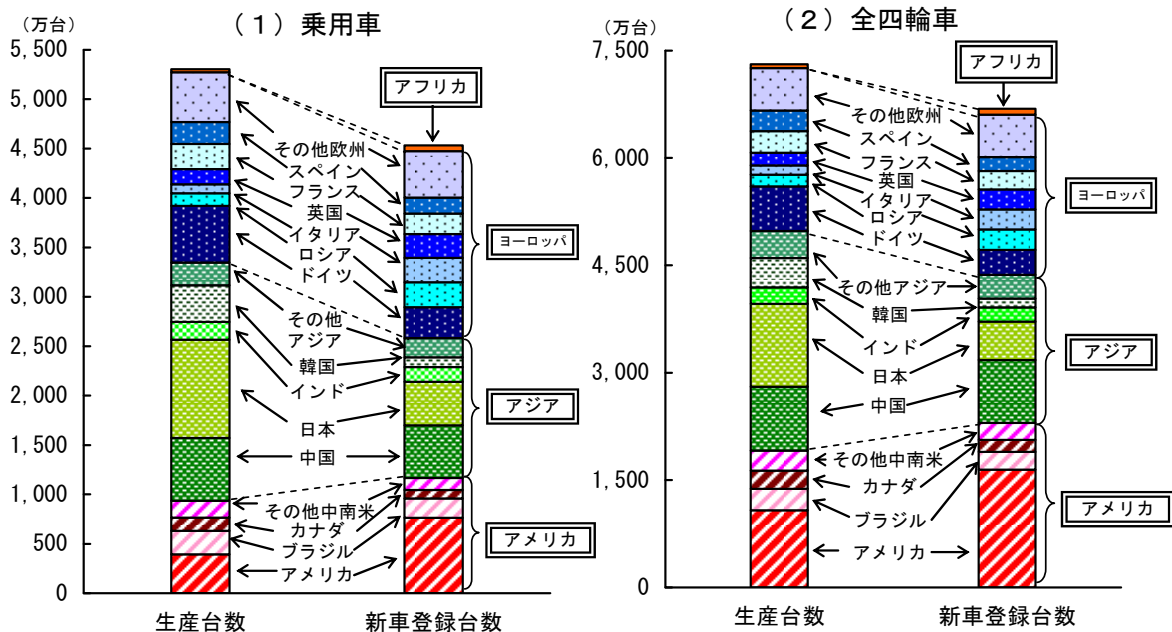 (1)乗用車
(万台)
5,500
5,000
4,500
4,000
3,500
3,000
2,500
2,000
1,500
1,000
500
0
アフリカ
その他欧州
スペイン
フランス
英国
イタリア
ロシア
ドイツ
その他
アジア
韓国
インド
日本
中国
その他中南米
カナダ
ブラジル
アメリカ
ヨーロッパ
アジア
アメリカ
生産台数
新車登録台数
(2)全四輪車
(万台)
7,500
6,000
4,500
3,000
1,500
0
アフリカ
その他欧州
スペイン
フランス
英国
イタリア
ロシア
ドイツ
その他アジア
韓国
インド
日本
中国
その他中南米
カナダ
ブラジル
アメリカ
ヨーロッパ
アジア
アメリカ
生産台数
新車登録台数